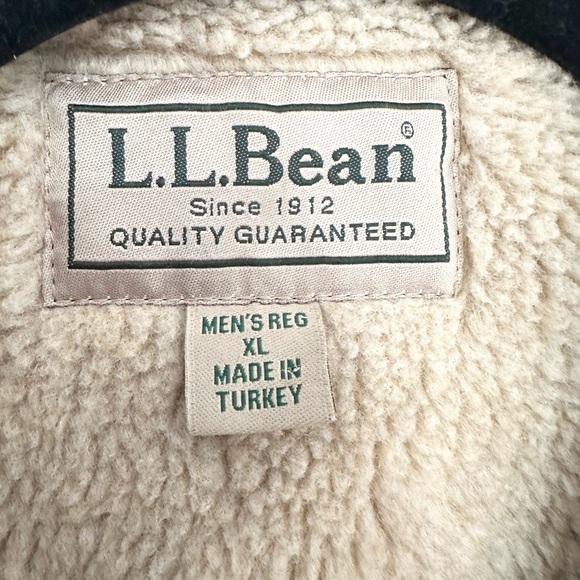 L.L.Bean®
Since 1912
QUALITY GUARANTEED
MEN'S REG
XL
MADE IN
TURKEY